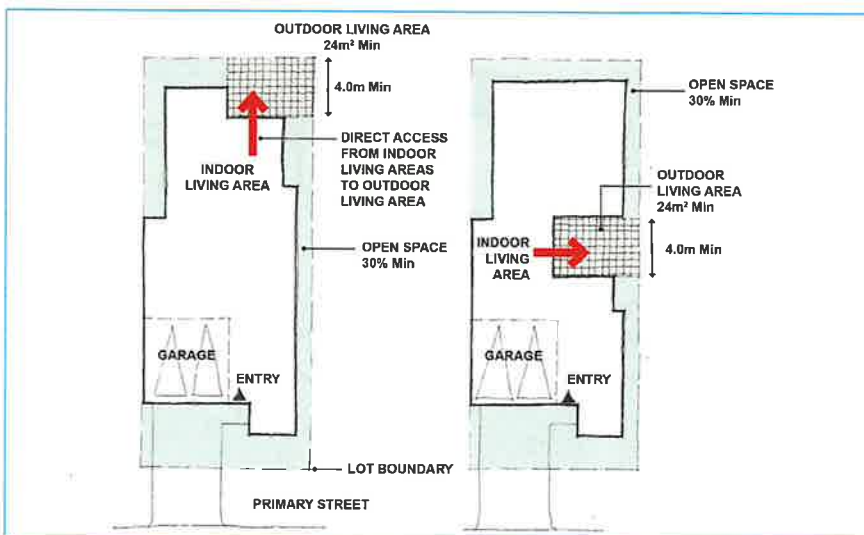 OUTDOOR LIVING AREA
24m² Min
4.0m Min
DIRECT ACCESS
FROM INDOOR
LIVING AREAS
TO OUTDOOR
LIVING AREA
INDOOR
LIVING AREA
OPEN SPACE
30% Min
GARAGE
ENTRY
LOT BOUNDARY
PRIMARY STREET
OPEN SPACE
30% Min
OUTDOOR
LIVING AREA
24m² Min
4.0m Min
INDOOR
LIVING
AREA
GARAGE
ENTRY